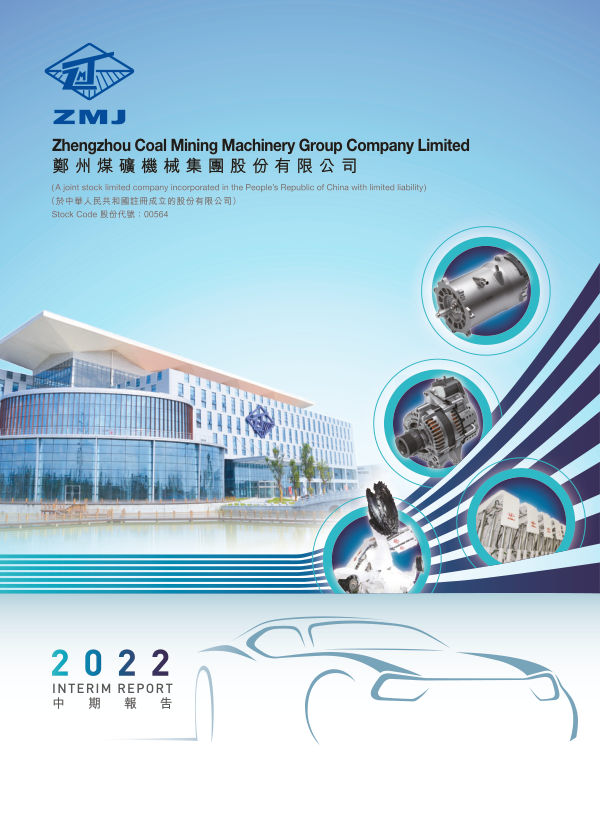 ZMJ
Zhengzhou Coal Mining Machinery Group Company Limited
鄭州煤礦機械集團股份有限公司
(A joint stock limited company incorporated in the People's Republic of China with limited liability)
(於中華人民共和國註冊成立的股份有限公司)
Stock Code 股份代號：00564
2022
INTERIM REPORT
中期報告